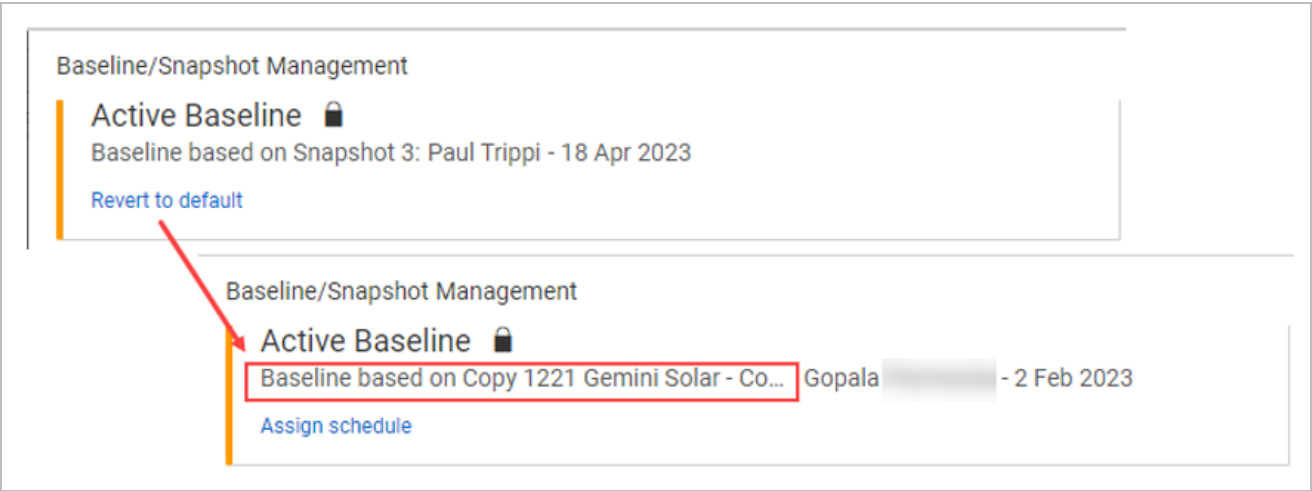 Baseline/Snapshot Management
Active Baseline
Baseline based on Snapshot 3: Paul Trippi - 18 Apr 2023
Revert to default
Baseline/Snapshot Management
Active Baseline
Baseline based on Copy 1221 Gemini Solar - Co... Gopala - 2 Feb 2023
Assign schedule